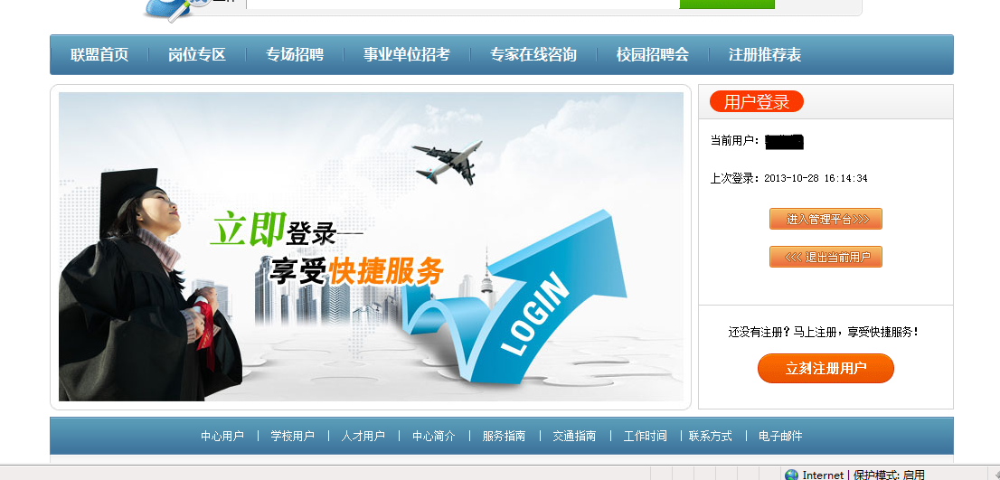 联盟首页 岗位专区 专场招聘 事业单位招考 专家在线咨询 校园招聘会 注册推荐表
立即登录
享受快捷服务
LOGIN
用户登录
当前用户:
上次登录: 2013-10-28 16:14:34
进入管理平台>>>
<<< 退出当前用户
还没有注册? 马上注册, 享受快捷服务!
立刻注册用户
中心用户 | 学校用户 | 人才用户 | 中心简介 | 服务指南 | 交通指南 | 工作时间 | 联系方式 | 电子邮件
Internet | 保护模式: 启用